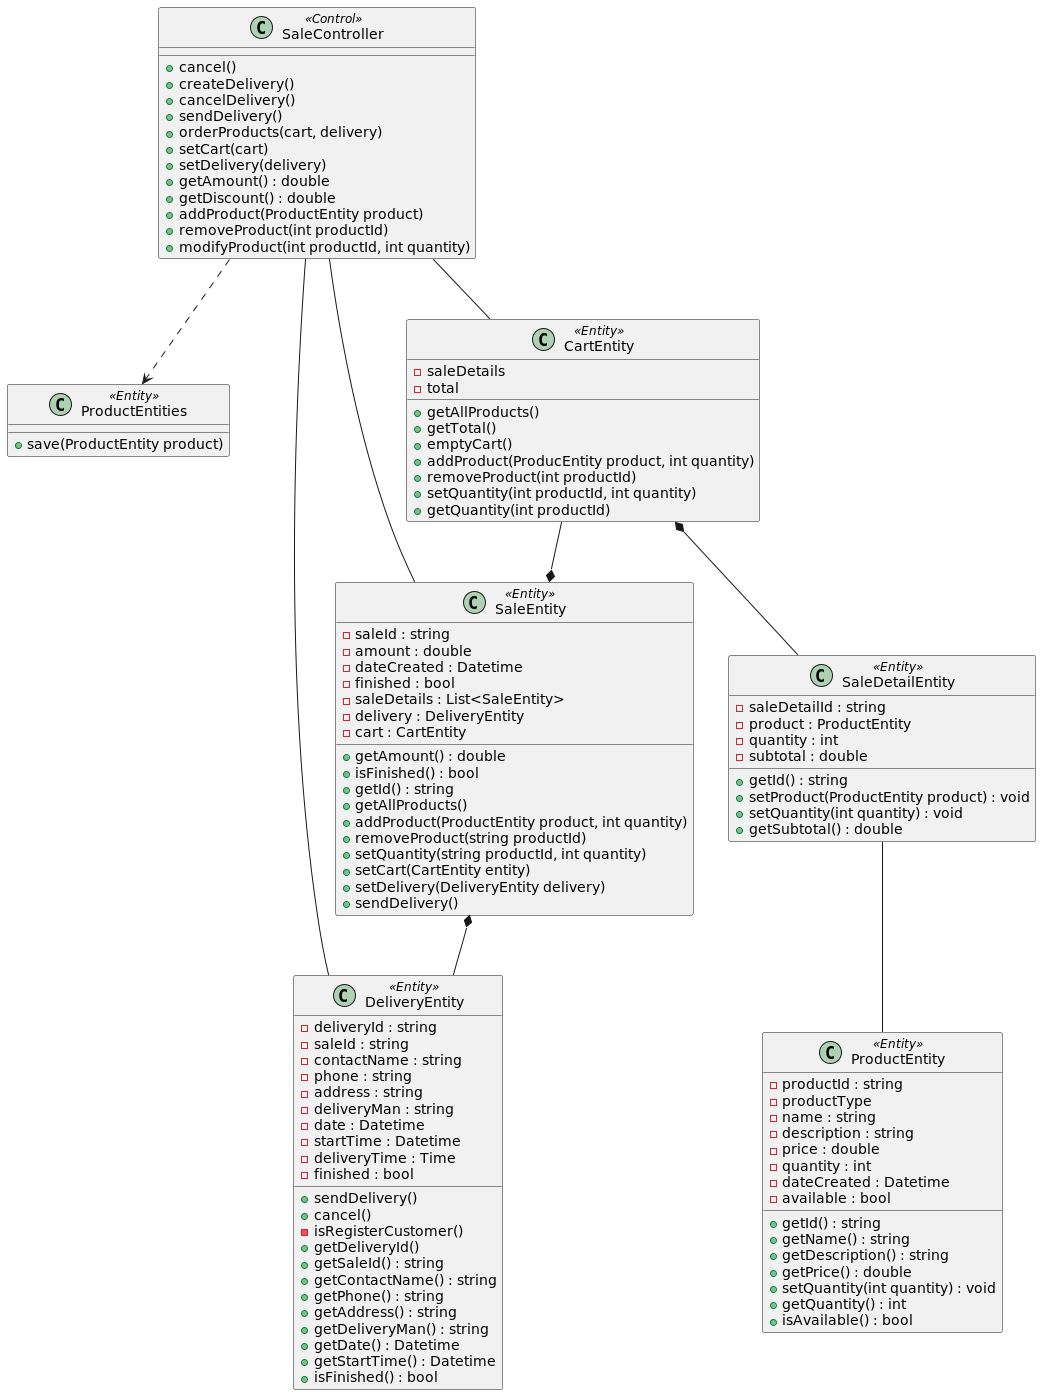 C
«Control»
SaleController
cancel()
createDelivery()
cancelDelivery()
sendDelivery()
orderProducts(cart, delivery)
setCart(cart)
setDelivery(delivery)
getAmount() : double
getDiscount() : double
addProduct(ProductEntity product)
removeProduct(int productId)
modifyProduct(int productId, int quantity)
C
«Entity»
ProductEntities
save(ProductEntity product)
C
«Entity»
CartEntity
saleDetails
total
getAllProducts()
getTotal()
emptyCart()
addProduct(ProducEntity product, int quantity)
removeProduct(int productId)
setQuantity(int productId, int quantity)
getQuantity(int productId)
C
«Entity»
SaleEntity
saleId : string
amount : double
dateCreated : Datetime
finished : bool
saleDetails : List<SaleEntity>
delivery : DeliveryEntity
cart : CartEntity
getAmount() : double
isFinished() : bool
getId() : string
getAllProducts()
addProduct(ProductEntity product, int quantity)
removeProduct(string productId)
setQuantity(string productId, int quantity)
setCart(CartEntity entity)
setDelivery(DeliveryEntity delivery)
sendDelivery()
C
«Entity»
SaleDetailEntity
saleDetailId : string
product : ProductEntity
quantity : int
subtotal : double
getId() : string
setProduct(ProductEntity product) : void
setQuantity(int quantity) : void
getSubtotal() : double
C
«Entity»
DeliveryEntity
deliveryId : string
saleId : string
contactName : string
phone : string
address : string
deliveryMan : string
date : Datetime
startTime : Datetime
deliveryTime : Time
finished : bool
sendDelivery()
cancel()
isRegisterCustomer()
getDeliveryId()
getSaleId() : string
getContactName() : string
getPhone() : string
getAddress() : string
getDeliveryMan() : string
getDate() : Datetime
getStartTime() : Datetime
isFinished() : bool
C
«Entity»
ProductEntity
productId : string
productType
name : string
description : string
price : double
quantity : int
dateCreated : Datetime
available : bool
getId() : string
getName() : string
getDescription() : string
getPrice() : double
setQuantity(int quantity) : void
getQuantity() : int
isAvailable() : bool